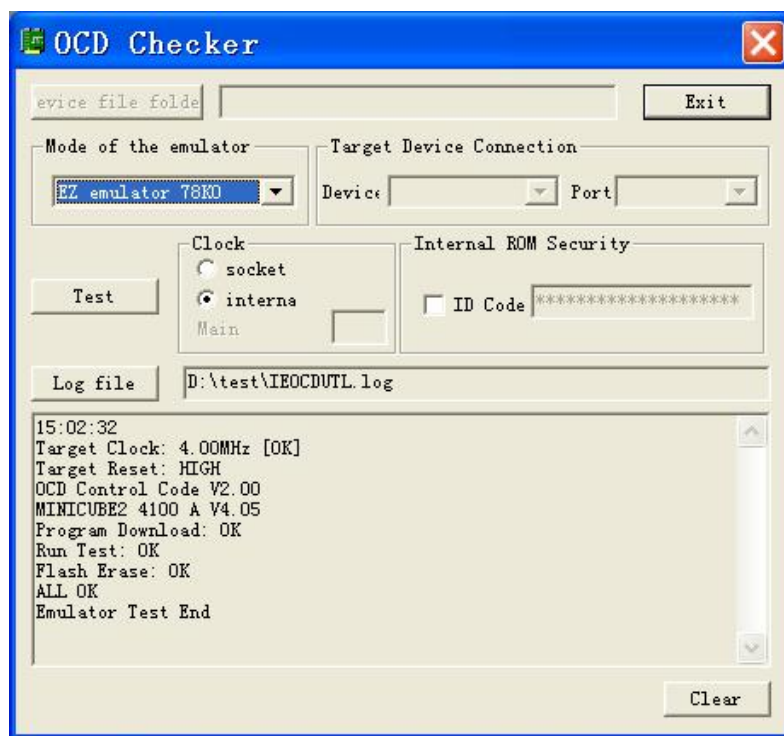 OCD Checker
evice file folde
Exit
Mode of the emulator
Target Device Connection
EZ emulator 78K0
Device
Port
Clock
Internal ROM Security
socket
Test
interna
ID Code
********************
Main
Log file
D:\test\IEOCDUTL.log
15:02:32
Target Clock: 4.00MHz [OK]
Target Reset: HIGH
OCD Control Code V2.00
MINICUBE2 4100 A V4.05
Program Download: OK
Run Test: OK
Flash Erase: OK
ALL OK
Emulator Test End
Clear